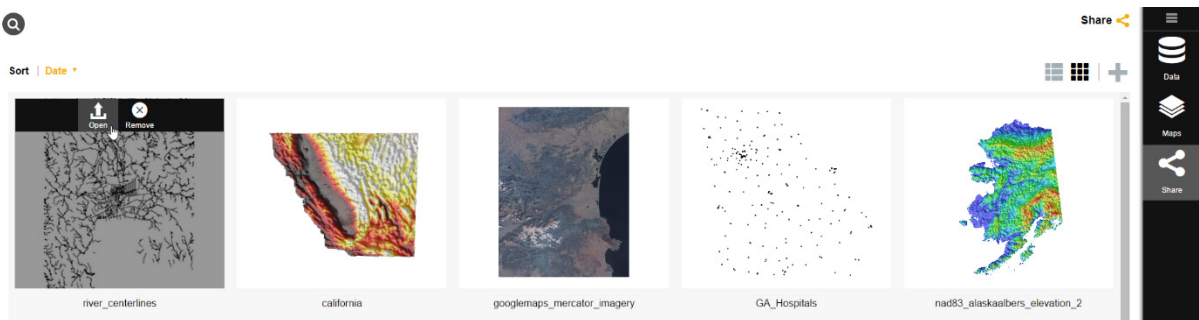 Share
Sort | Date
Data
Open Remove
Maps
Share
river_centerlines california googlemaps_mercator_imagery GA_Hospitals nad83_alaskaalbers_elevation_2